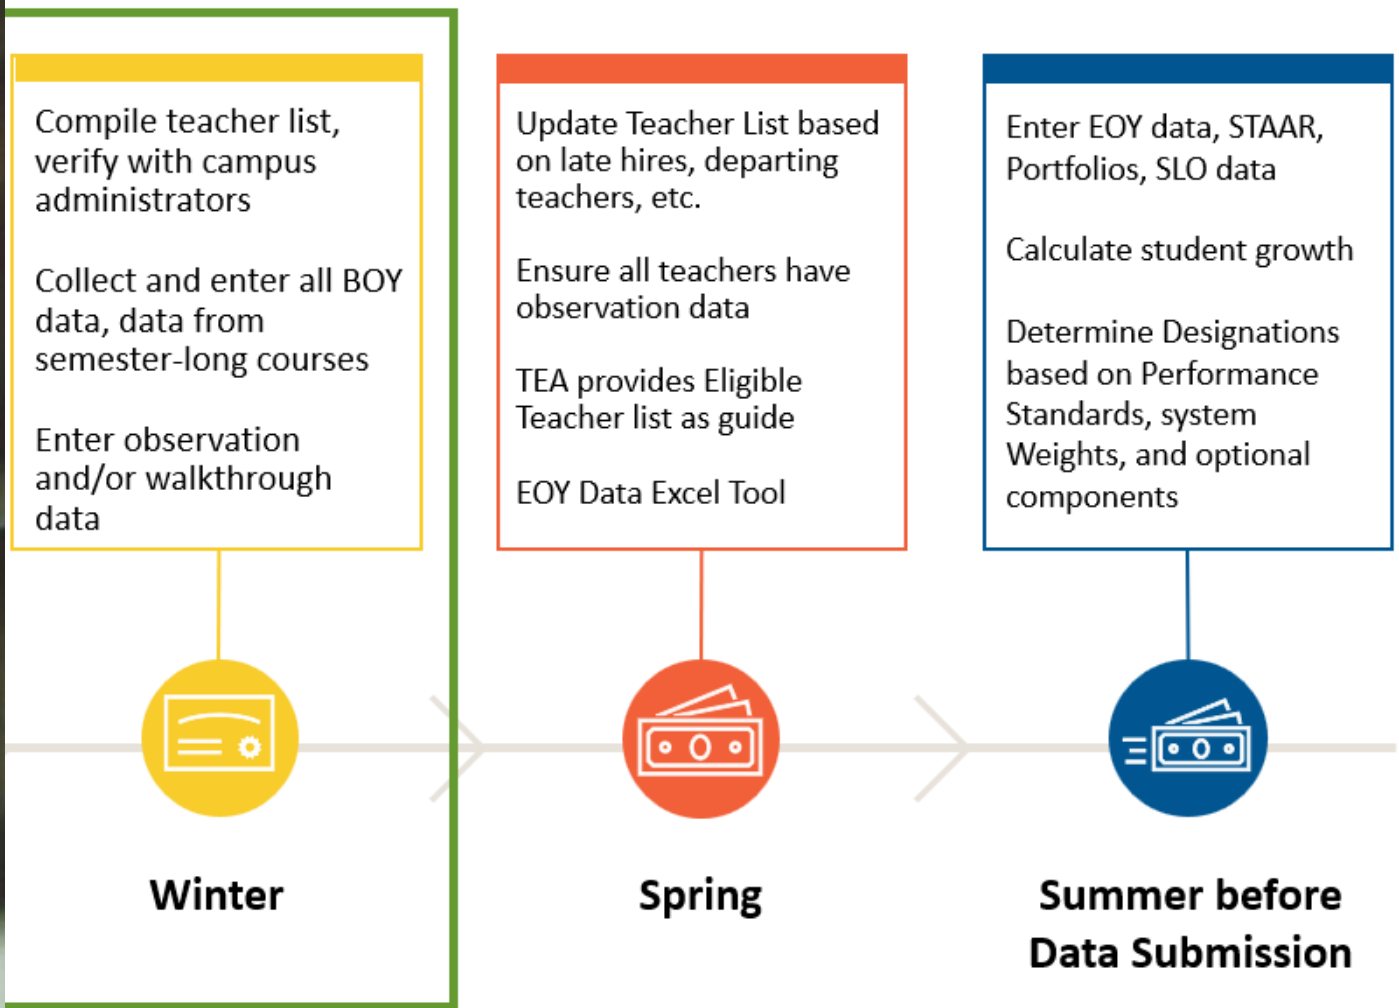 Compile teacher list,
verify with campus
administrators
Collect and enter all BOY
data, data from
semester-long courses
Enter observation
and/or walkthrough
data
Winter
Update Teacher List based
on late hires, departing
teachers, etc.
Ensure all teachers have
observation data
TEA provides Eligible
Teacher list as guide
EOY Data Excel Tool
Spring
Enter EOY data, STAAR,
Portfolios, SLO data
Calculate student growth
Determine Designations
based on Performance
Standards, system
Weights, and optional
components
Summer before
Data Submission